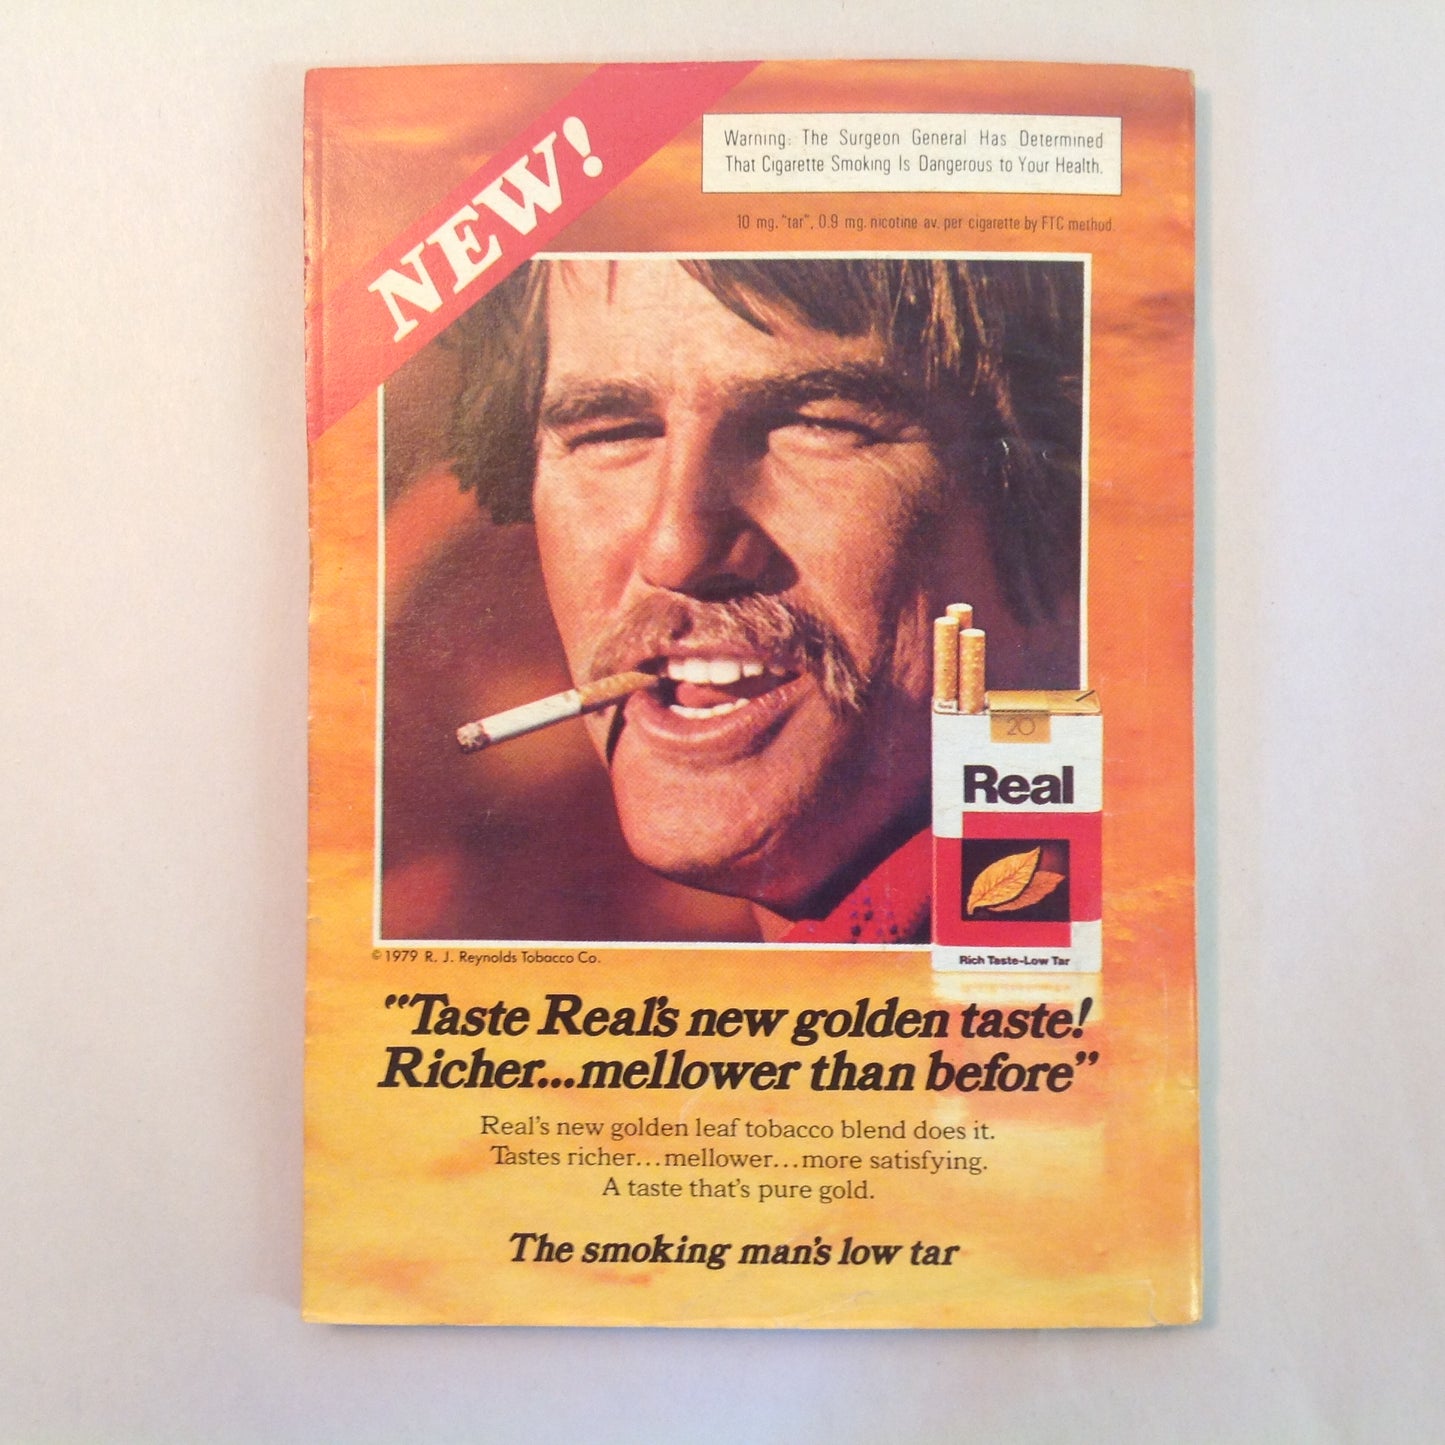 NEW!
Warning: The Surgeon General Has Determined
That Cigarette Smoking Is Dangerous to Your Health.
10 mg. "tar", 0.9 mg. nicotine av. per cigarette by FTC method.
20
Real
Rich Taste-Low Tar
© 1979 R. J. Reynolds Tobacco Co.
“Taste Real’s new golden taste!
Richer...mellower than before”
Real’s new golden leaf tobacco blend does it.
Tastes richer...mellower...more satisfying.
A taste that’s pure gold.
The smoking man’s low tar